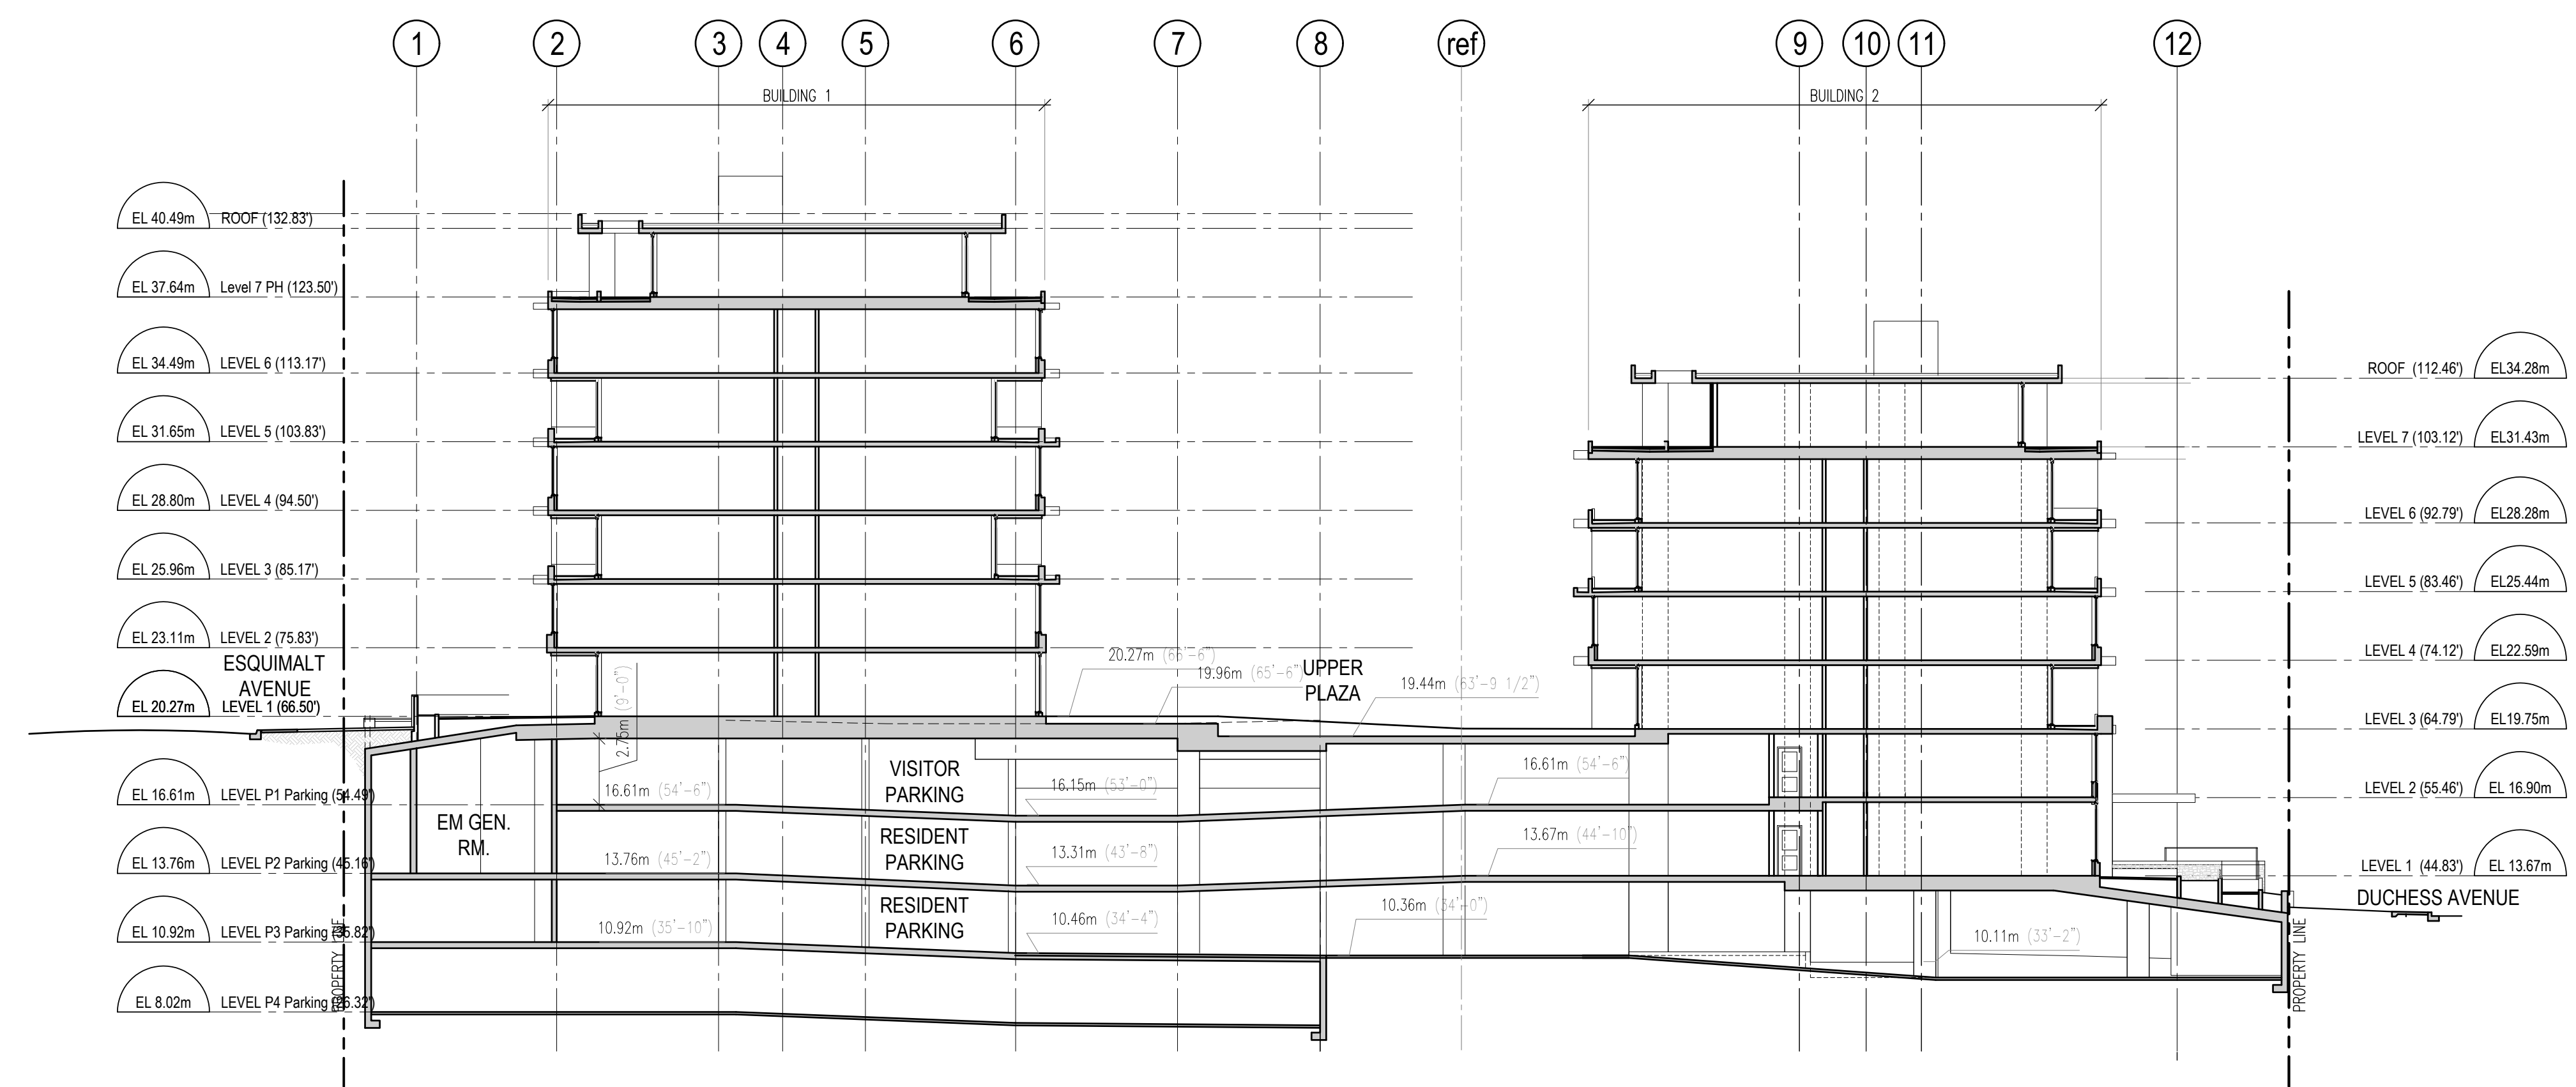 1 2 3 4 5 6 7 8 ref 9 10 11 12
BUILDING 1
BUILDING 2
EL 40.49m ROOF (132.83')
EL 37.64m Level 7 PH (123.50')
EL 34.49m LEVEL 6 (113.17')
EL 31.65m LEVEL 5 (103.83')
EL 28.80m LEVEL 4 (94.50')
EL 25.96m LEVEL 3 (85.17')
EL 23.11m LEVEL 2 (75.83')
ESQUIMALT
AVENUE
EL 20.27m LEVEL 1 (66.50')
EL 16.61m LEVEL P1 Parking (54.49')
EL 13.76m LEVEL P2 Parking (45.16')
EL 10.92m LEVEL P3 Parking (35.82')
EL 8.02m LEVEL P4 Parking (26.32')
PROPERTY LINE
EM GEN.
RM.
2.75m (9'-0")
16.61m (54'-6")
13.76m (45'-2")
10.92m (35'-10")
VISITOR
PARKING
RESIDENT
PARKING
RESIDENT
PARKING
20.27m (66'-6")
19.96m (65'-6")
UPPER
PLAZA
19.44m (63'-9 1/2")
16.15m (53'-0")
13.31m (43'-8")
10.46m (34'-4")
16.61m (54'-6")
13.67m (44'-10")
10.36m (34'-0")
10.11m (33'-2")
ROOF (112.46') EL34.28m
LEVEL 7 (103.12') EL31.43m
LEVEL 6 (92.79') EL28.28m
LEVEL 5 (83.46') EL25.44m
LEVEL 4 (74.12') EL22.59m
LEVEL 3 (64.79') EL19.75m
LEVEL 2 (55.46') EL 16.90m
LEVEL 1 (44.83') EL 13.67m
DUCHESS AVENUE
PROPERTY LINE